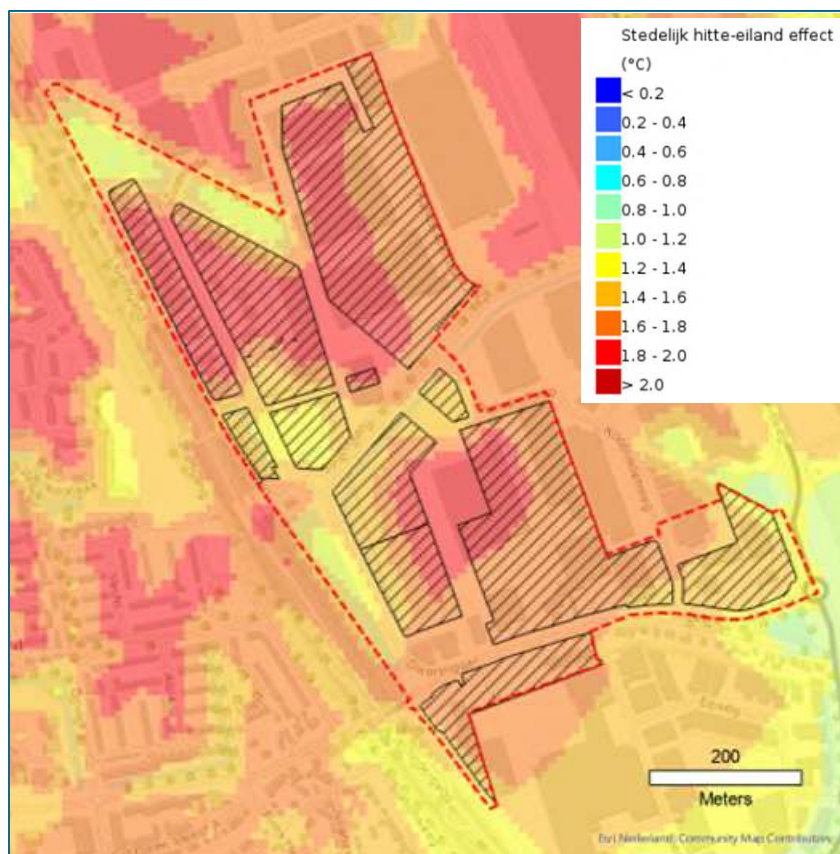 Stedelijk hitte-eiland effect
(°C)
< 0.2
0.2 - 0.4
0.4 - 0.6
0.6 - 0.8
0.8 - 1.0
1.0 - 1.2
1.2 - 1.4
1.4 - 1.6
1.6 - 1.8
1.8 - 2.0
> 2.0
200
Meters
Esri Nederland, Community Map Contributors